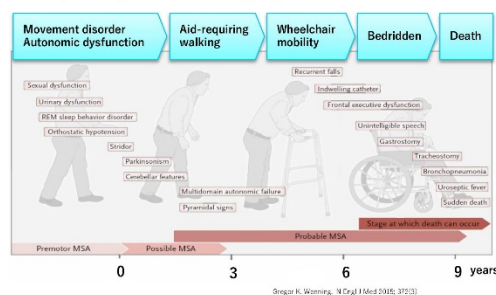 Movement disorder
Autonomic dysfunction
Aid-requiring
walking
Wheelchair
mobility
Bedridden
Death
Recurrent falls
Sexual dysfunction
Indwelling catheter
Urinary dysfunction
Frontal executive dysfunction
REM sleep behavior disorder
Unintelligible speech
Orthostatic hypotension
Gastrostomy
Stridor
Tracheostomy
Parkinsonism
Bronchopneumonia
Cerebellar features
Uroseptic fever
Multidomain autonomic failure
Sudden death
Pyramidal signs
Stage at which death can occur
Probable MSA
Premotor MSA
Possible MSA
0
3
6
9
years
Gregor K. Wenning. N Engl J Med 2015; 372(3)